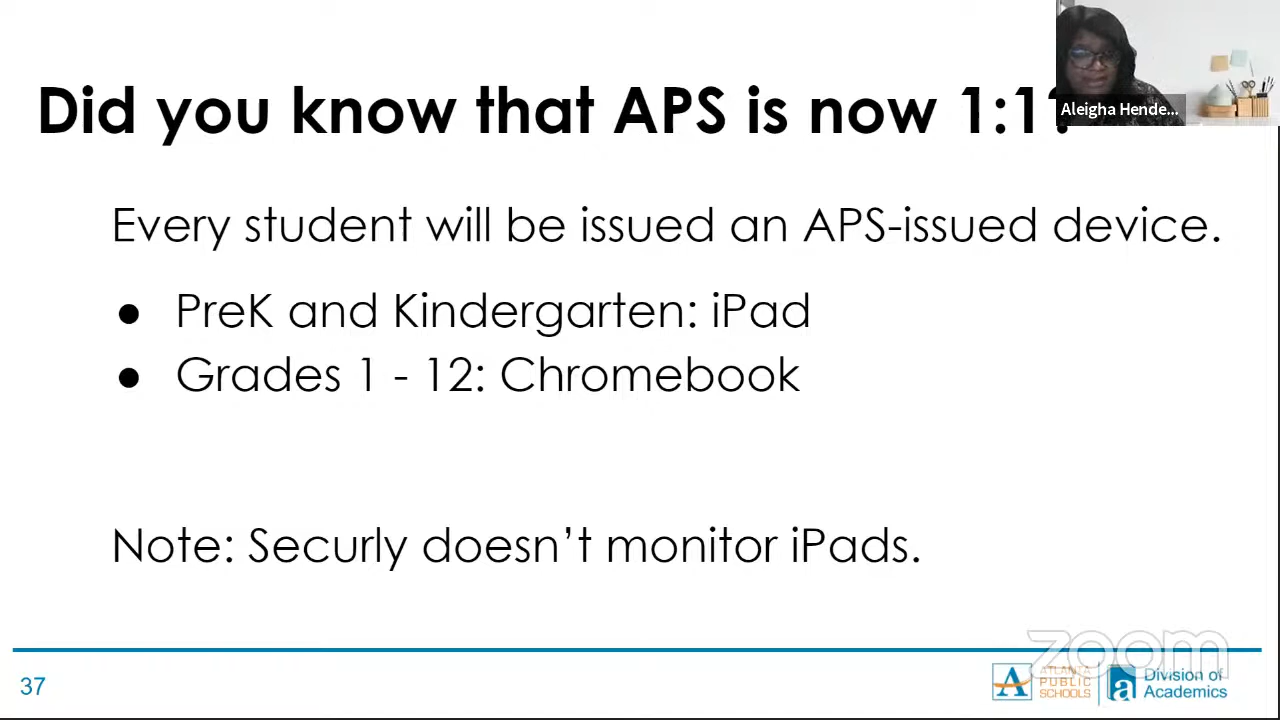 Did you know that APS is now 1:1?
Aleigha Hende...
Every student will be issued an APS-issued device.
● PreK and Kindergarten: iPad
● Grades 1 - 12: Chromebook
Note: Securly doesn’t monitor iPads.
zoom
37
A
ATLANTA
PUBLIC
SCHOOLS
a
Division of
Academics